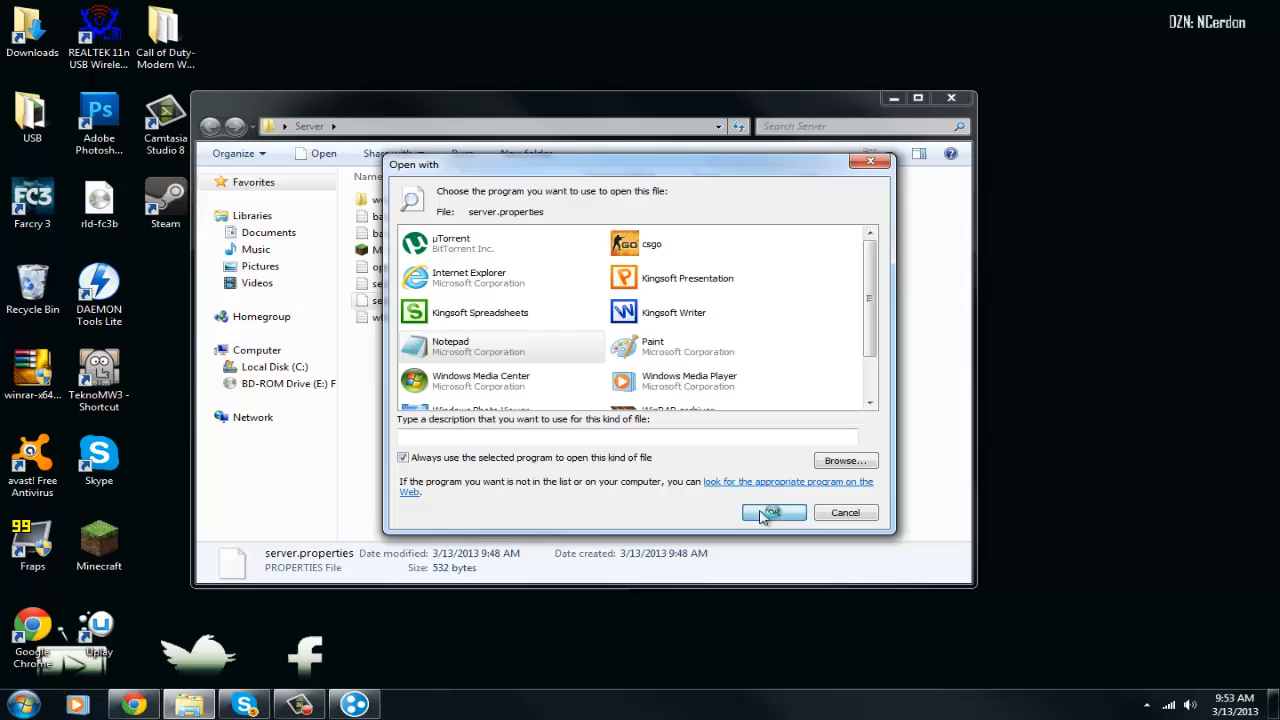 DZN: NCerdon
Downloads
REALTEK 11n
USB Wirele...
Call of Duty-
Modern W...
USB
Adobe
Photosh...
Camtasia
Studio 8
Farcry 3
rld-fc3b
Steam
Recycle Bin
DAEMON
Tools Lite
winrar-x64...
TeknoMW3 -
Shortcut
avast! Free
Antivirus
Skype
99
Fraps
Minecraft
Google
Chrome
Uplay
Server
Search Server
Organize
Open
New folder
Favorites
Libraries
Documents
Music
Pictures
Videos
Homegroup
Computer
Local Disk (C:)
BD-ROM Drive (E:) F
Network
Open with
Choose the program you want to use to open this file:
File: server.properties
µTorrent
BitTorrent Inc.
csgo
Internet Explorer
Microsoft Corporation
Kingsoft Presentation
Kingsoft Spreadsheets
Kingsoft Writer
Notepad
Microsoft Corporation
Paint
Microsoft Corporation
Windows Media Center
Microsoft Corporation
Windows Media Player
Microsoft Corporation
Windows Photo Viewer
WinRAR archiver
Type a description that you want to use for this kind of file:
Always use the selected program to open this kind of file
Browse...
If the program you want is not in the list or on your computer, you can look for the appropriate program on the
Web.
OK
Cancel
server.properties
Date modified: 3/13/2013 9:48 AM
Date created: 3/13/2013 9:48 AM
PROPERTIES File
Size: 532 bytes
9:53 AM
3/13/2013